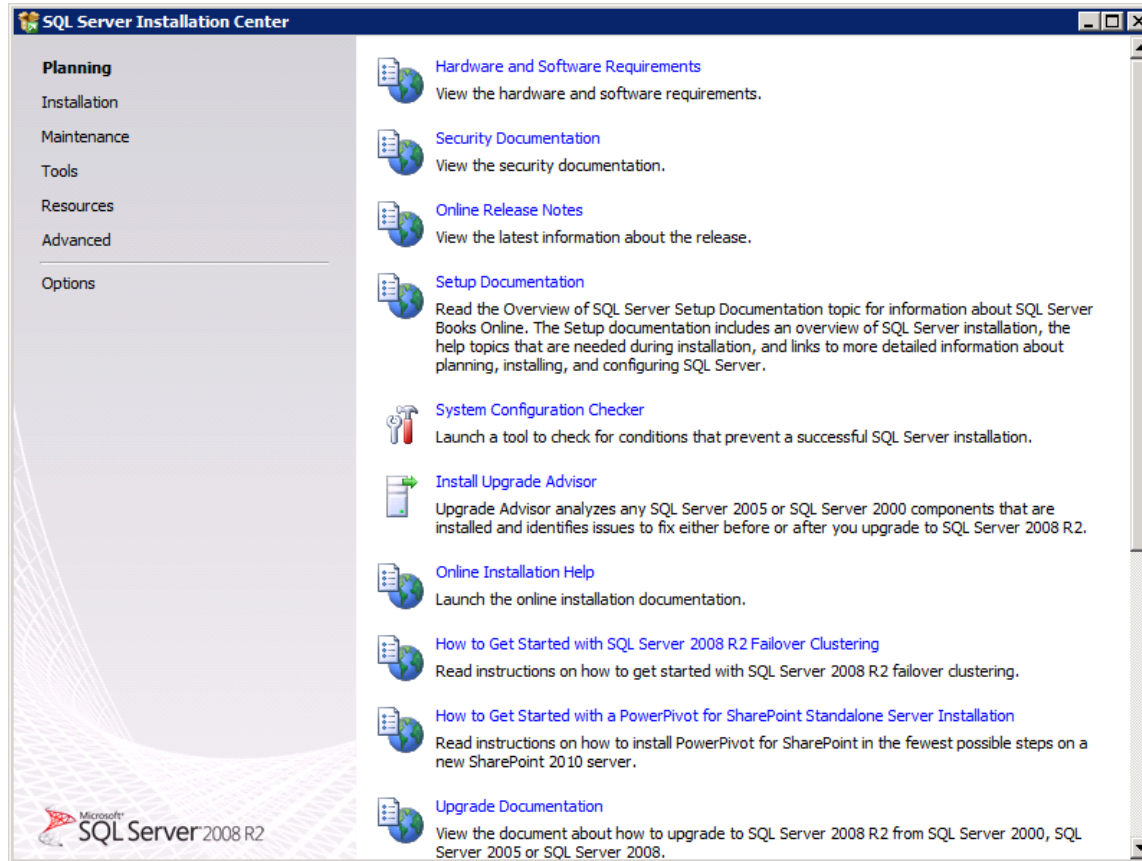 SQL Server Installation Center
Planning
Installation
Maintenance
Tools
Resources
Advanced
Options
Hardware and Software Requirements
View the hardware and software requirements.
Security Documentation
View the security documentation.
Online Release Notes
View the latest information about the release.
Setup Documentation
Read the Overview of SQL Server Setup Documentation topic for information about SQL Server
Books Online. The Setup documentation includes an overview of SQL Server installation, the
help topics that are needed during installation, and links to more detailed information about
planning, installing, and configuring SQL Server.
System Configuration Checker
Launch a tool to check for conditions that prevent a successful SQL Server installation.
Install Upgrade Advisor
Upgrade Advisor analyzes any SQL Server 2005 or SQL Server 2000 components that are
installed and identifies issues to fix either before or after you upgrade to SQL Server 2008 R2.
Online Installation Help
Launch the online installation documentation.
How to Get Started with SQL Server 2008 R2 Failover Clustering
Read instructions on how to get started with SQL Server 2008 R2 failover clustering.
How to Get Started with a PowerPivot for SharePoint Standalone Server Installation
Read instructions on how to install PowerPivot for SharePoint in the fewest possible steps on a
new SharePoint 2010 server.
Upgrade Documentation
View the document about how to upgrade to SQL Server 2008 R2 from SQL Server 2000, SQL
Server 2005 or SQL Server 2008.
Microsoft
SQL Server 2008 R2